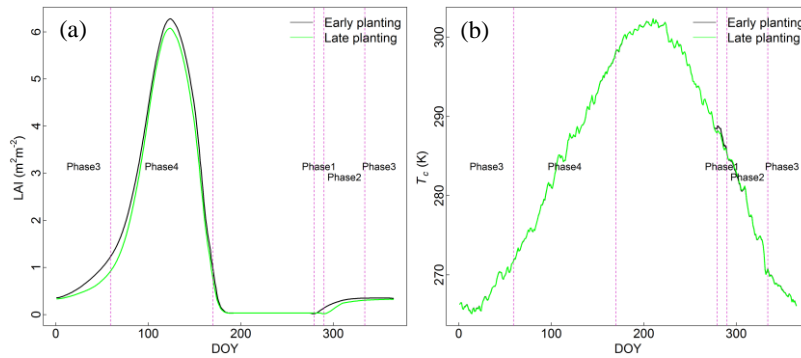 (a)
Early planting
Late planting
LAI (m²m⁻²)
6
5
4
3
2
1
0
Phase3
Phase4
Phase1
Phase2
Phase3
0
100
200
300
DOY
(b)
Early planting
Late planting
Tc (K)
300
290
280
270
Phase3
Phase4
Phase1
Phase2
Phase3
0
100
200
300
DOY